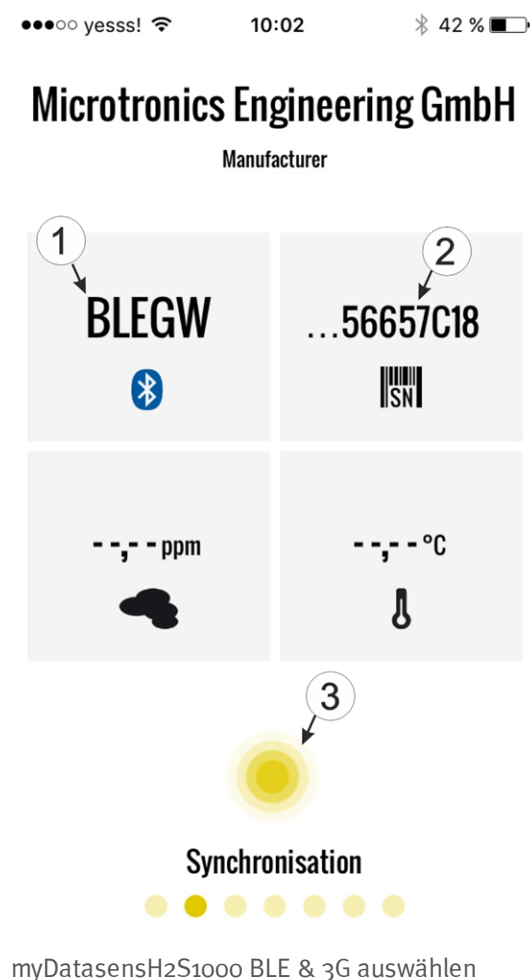 yesss! 10:02 42 %
Microtronics Engineering GmbH
Manufacturer
1 2
BLEGW ...56657C18
SN
--,-- ppm --,-- °C
3
Synchronisation
myDatasensH2S1000 BLE & 3G auswählen